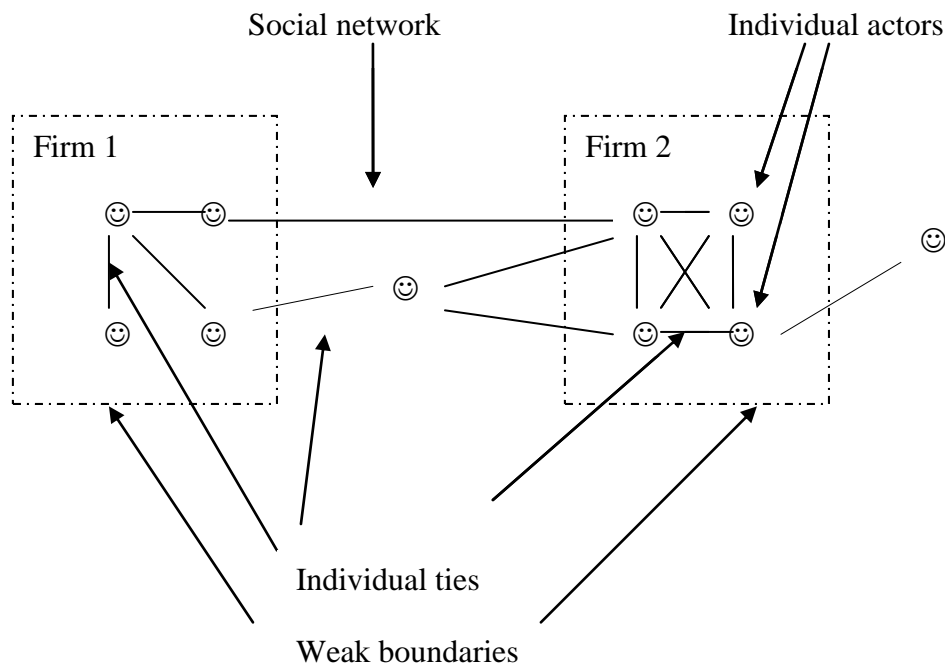 Social network
Individual actors
Firm 1
Firm 2
Individual ties
Weak boundaries